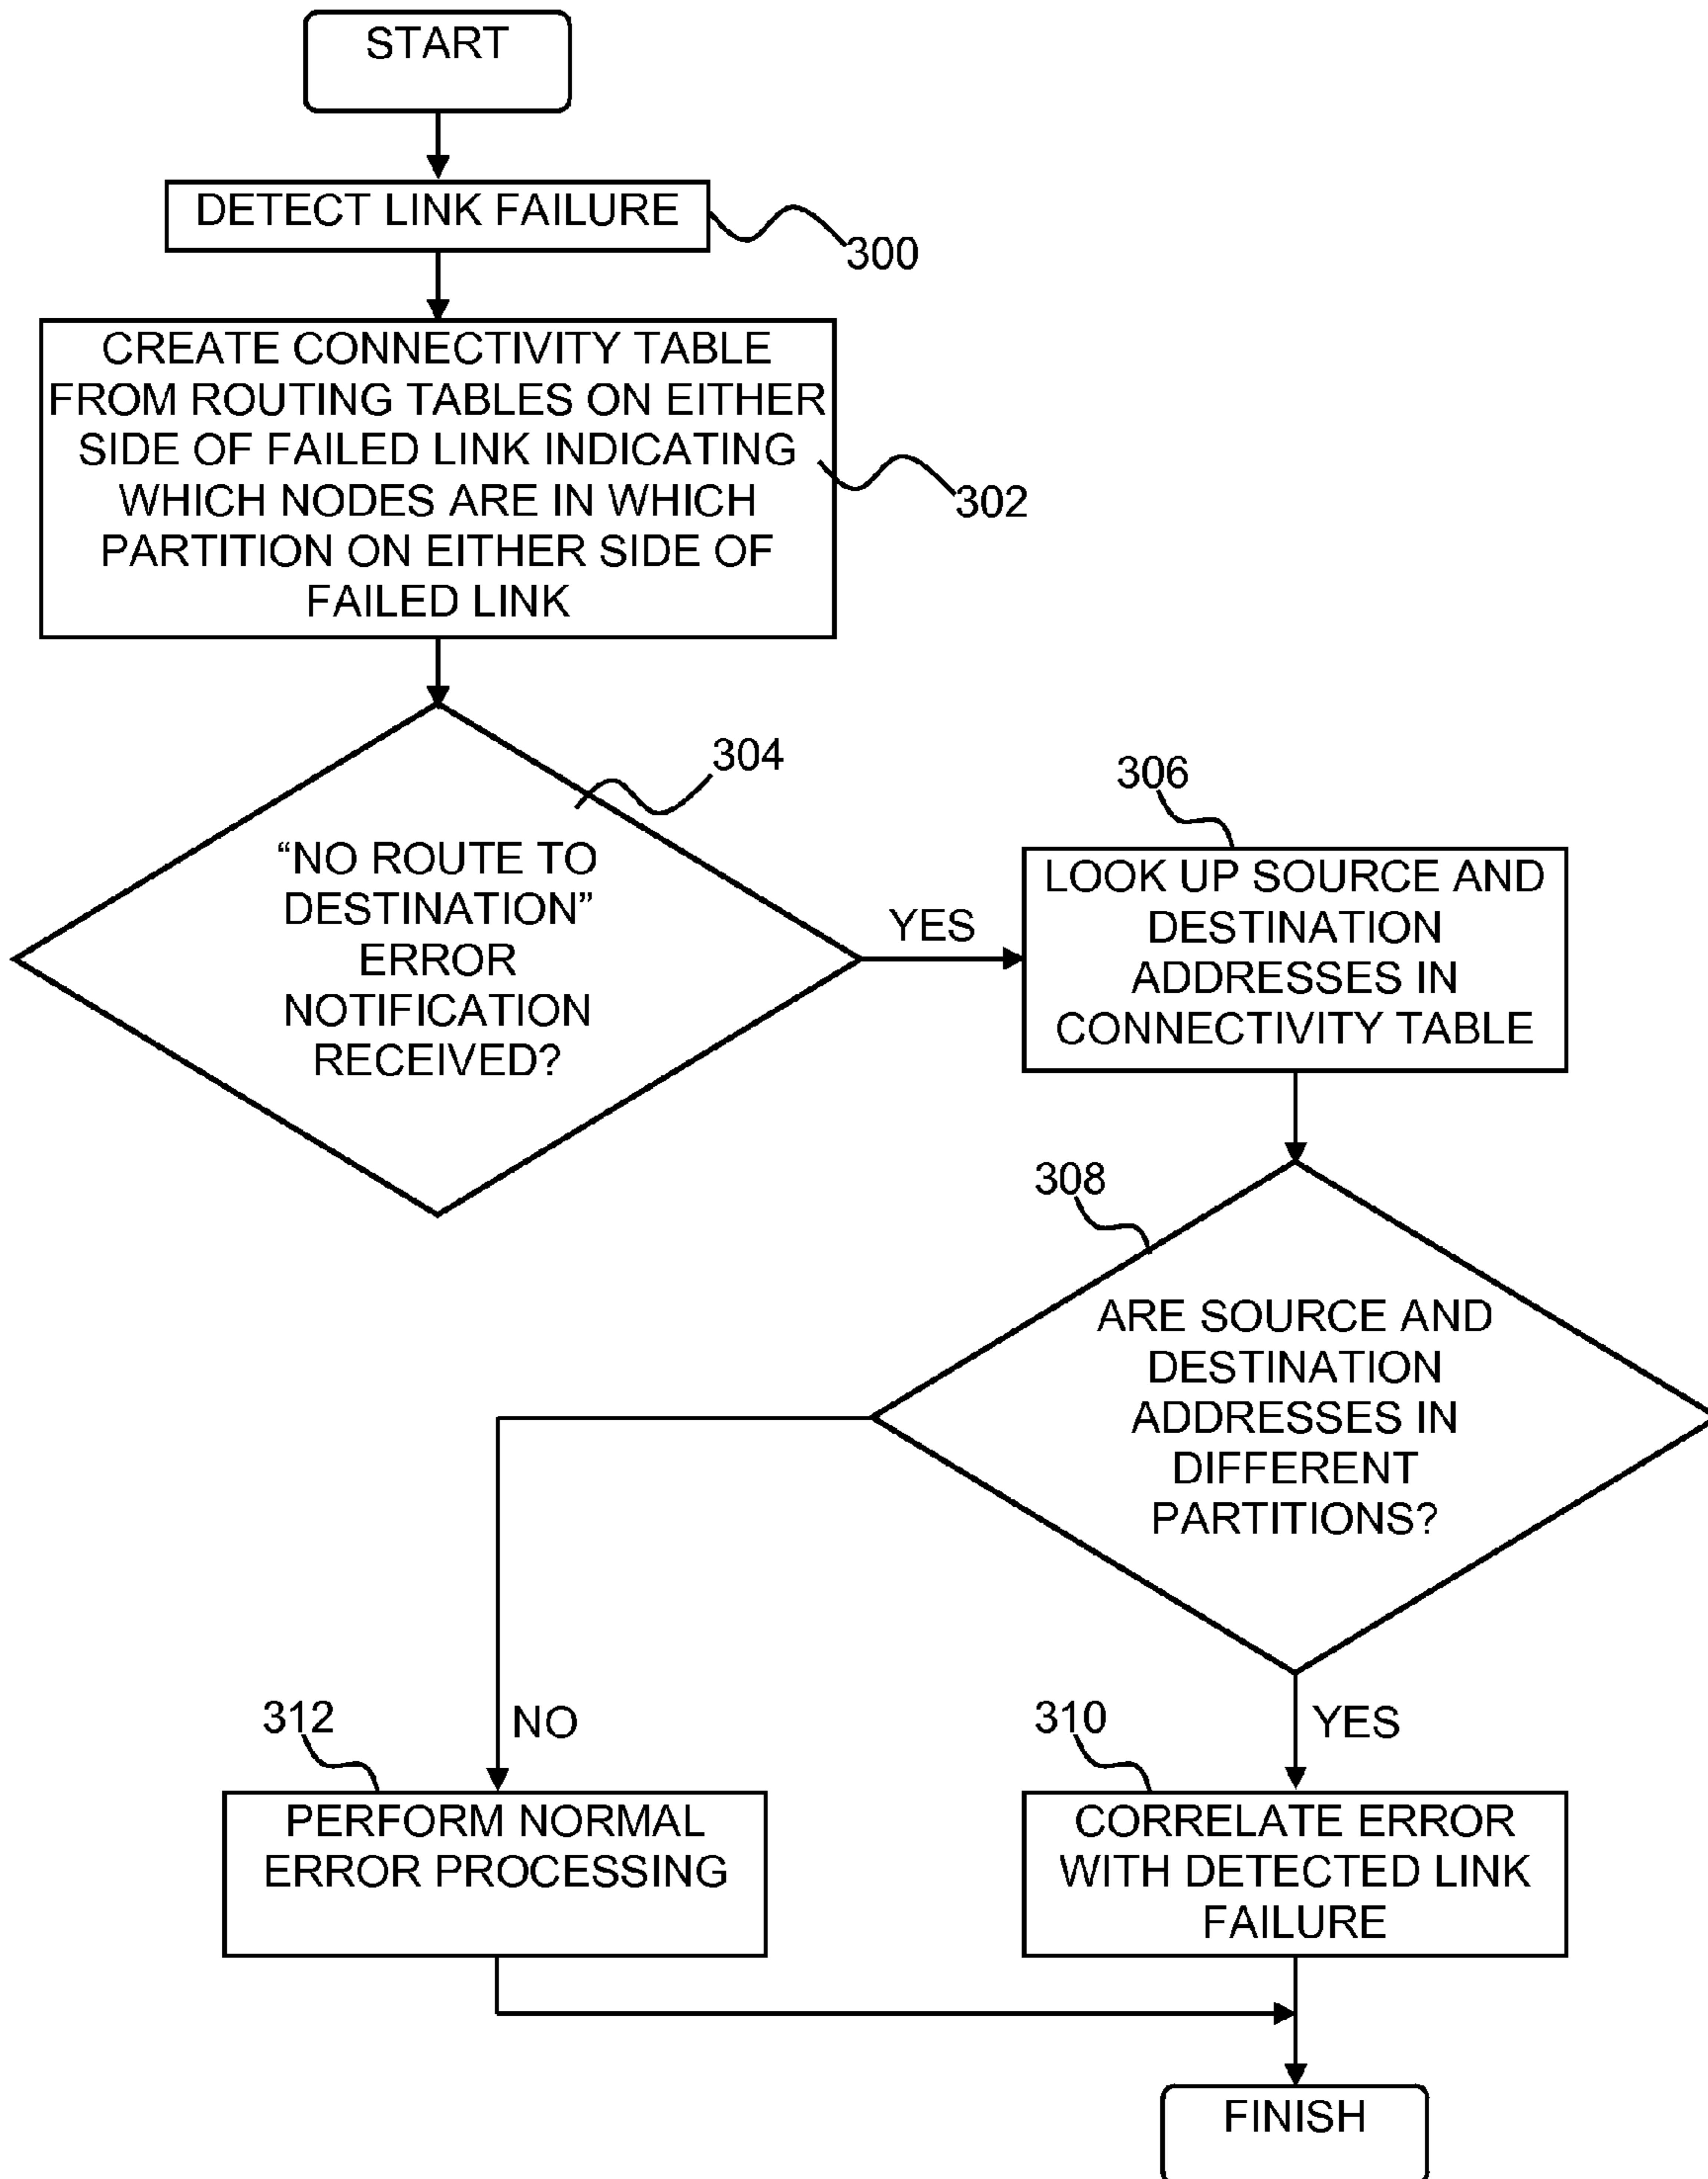 START
DETECT LINK FAILURE
300
CREATE CONNECTIVITY TABLE
FROM ROUTING TABLES ON EITHER
SIDE OF FAILED LINK INDICATING
WHICH NODES ARE IN WHICH
PARTITION ON EITHER SIDE OF
FAILED LINK
302
304
“NO ROUTE TO
DESTINATION”
ERROR
NOTIFICATION
RECEIVED?
YES
306
LOOK UP SOURCE AND
DESTINATION
ADDRESSES IN
CONNECTIVITY TABLE
308
ARE SOURCE AND
DESTINATION
ADDRESSES IN
DIFFERENT
PARTITIONS?
NO
YES
312
PERFORM NORMAL
ERROR PROCESSING
310
CORRELATE ERROR
WITH DETECTED LINK
FAILURE
FINISH